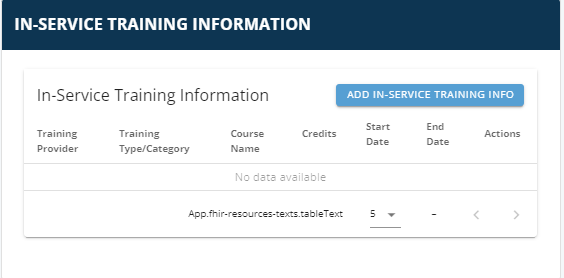 IN-SERVICE TRAINING INFORMATION
In-Service Training Information
ADD IN-SERVICE TRAINING INFO
Training Provider
Training Type/Category
Course Name
Credits
Start Date
End Date
Actions
No data available
App.fhir-resources-texts.tableText
5
–